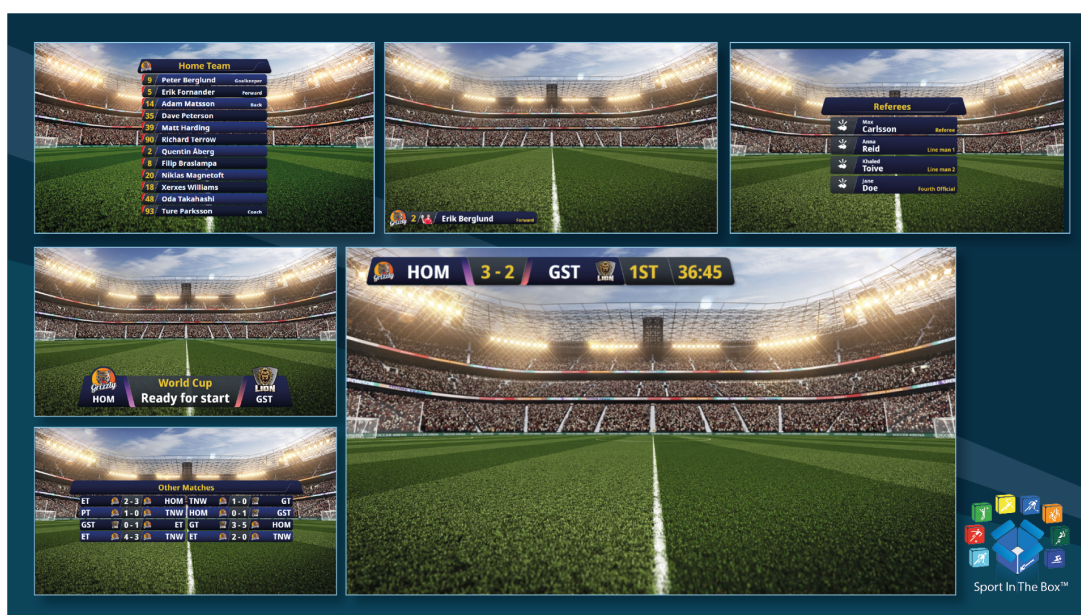 Home Team
9 Peter Berglund Goalkeeper
5 Erik Fornander Forward
14 Adam Matsson Back
35 Dave Peterson
39 Matt Harding
90 Richard Terrow
2 Quentin Åberg
8 Filip Braslampa
20 Niklas Magnetoft
18 Xerxes Williams
48 Oda Takahashi
93 Ture Parksson Coach
Grizzly 2 Erik Berglund Forward
Referees
Max
Carlsson Referee
Anna
Reid Line man 1
Khaled
Toive Line man 2
Jane
Doe Fourth Official
Grizzly World Cup LION
HOM Ready for start GST
Grizzly HOM 3 - 2 GST LION 1ST 36:45
Other Matches
ET 2 - 3 HOM TNW 1 - 0 GT
PT 1 - 0 TNW HOM 0 - 1 GST
GST 0 - 1 ET GT 3 - 5 HOM
ET 4 - 3 TNW ET 2 - 0 TNW
Sport In The Box™